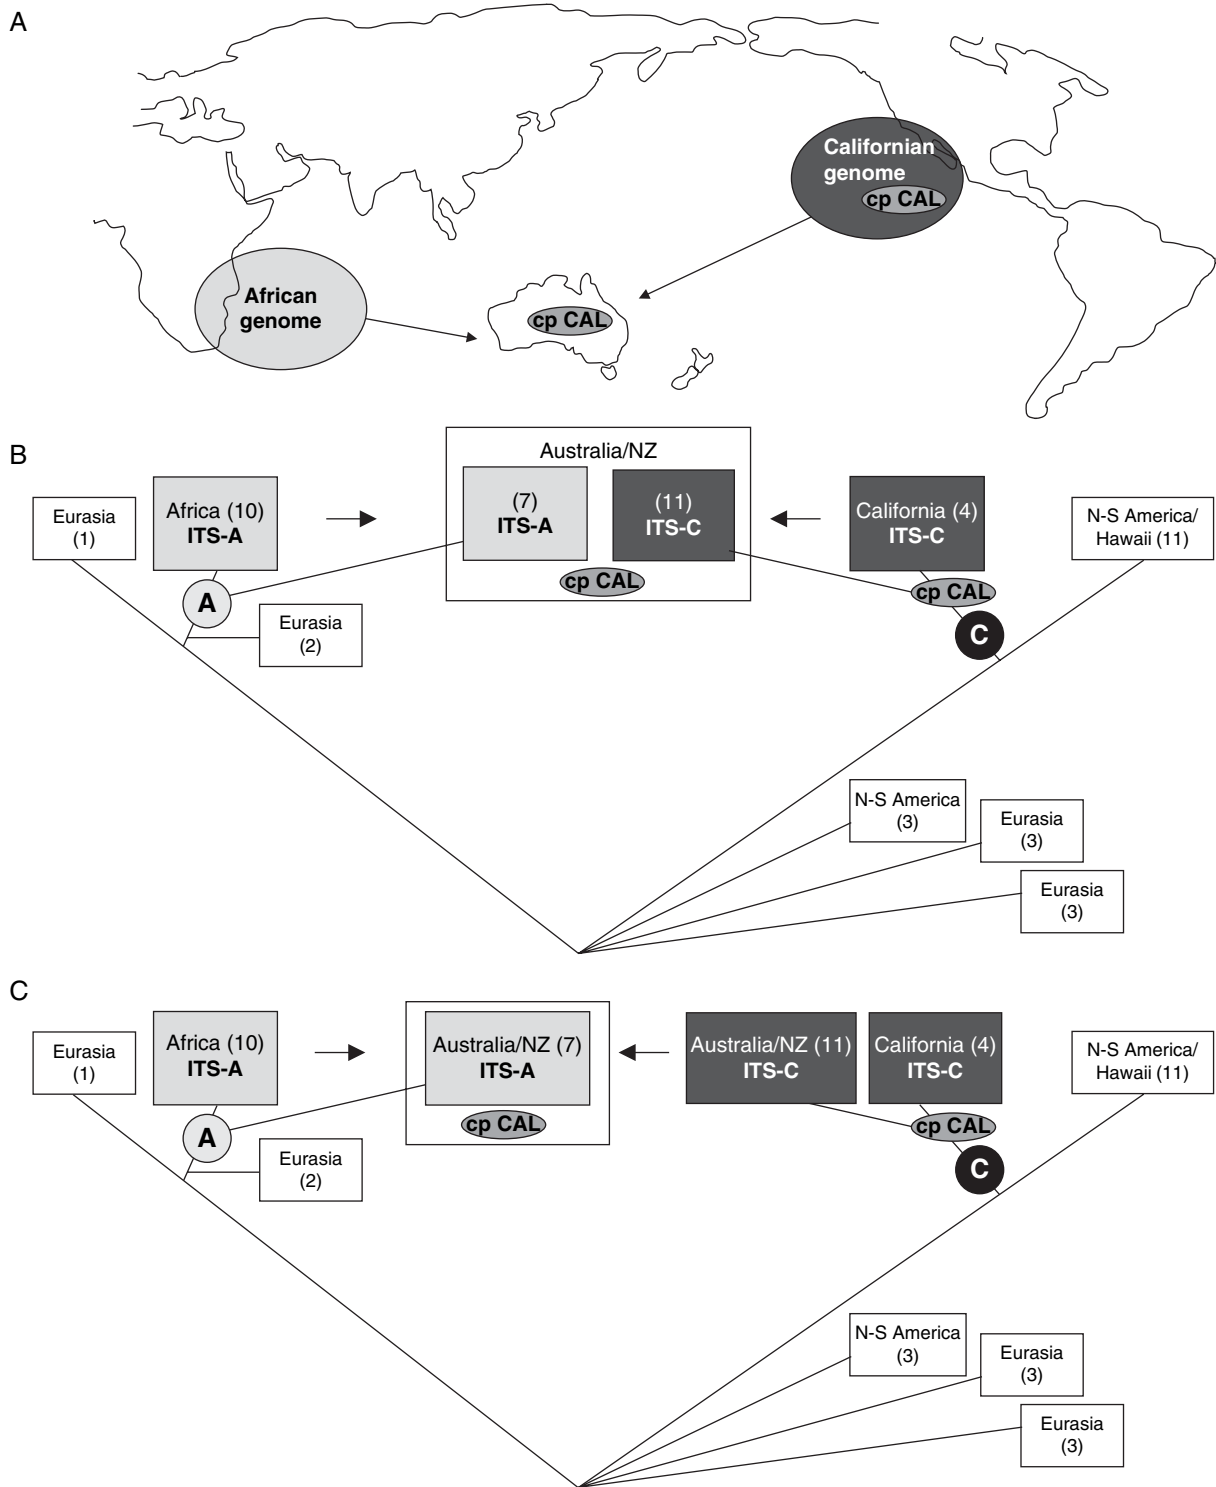 A
Californian
genome
cp CAL
African
genome
cp CAL
B
Australia/NZ
Eurasia
(1)
Africa (10)
ITS-A
(7)
ITS-A
(11)
ITS-C
California (4)
ITS-C
N-S America/
Hawaii (11)
cp CAL
cp CAL
A
Eurasia
(2)
C
N-S America
(3)
Eurasia
(3)
Eurasia
(3)
C
Eurasia
(1)
Africa (10)
ITS-A
Australia/NZ (7)
ITS-A
Australia/NZ (11)
ITS-C
California (4)
ITS-C
N-S America/
Hawaii (11)
cp CAL
cp CAL
A
Eurasia
(2)
C
N-S America
(3)
Eurasia
(3)
Eurasia
(3)